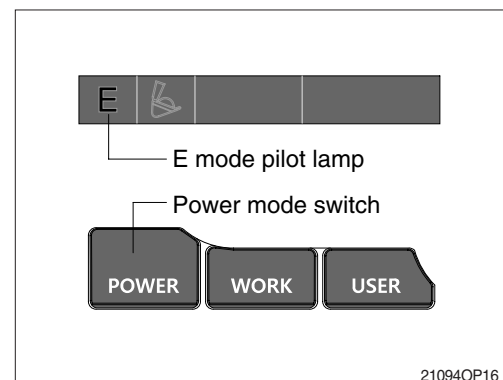 E
E mode pilot lamp
Power mode switch
POWER WORK USER
21094OP16